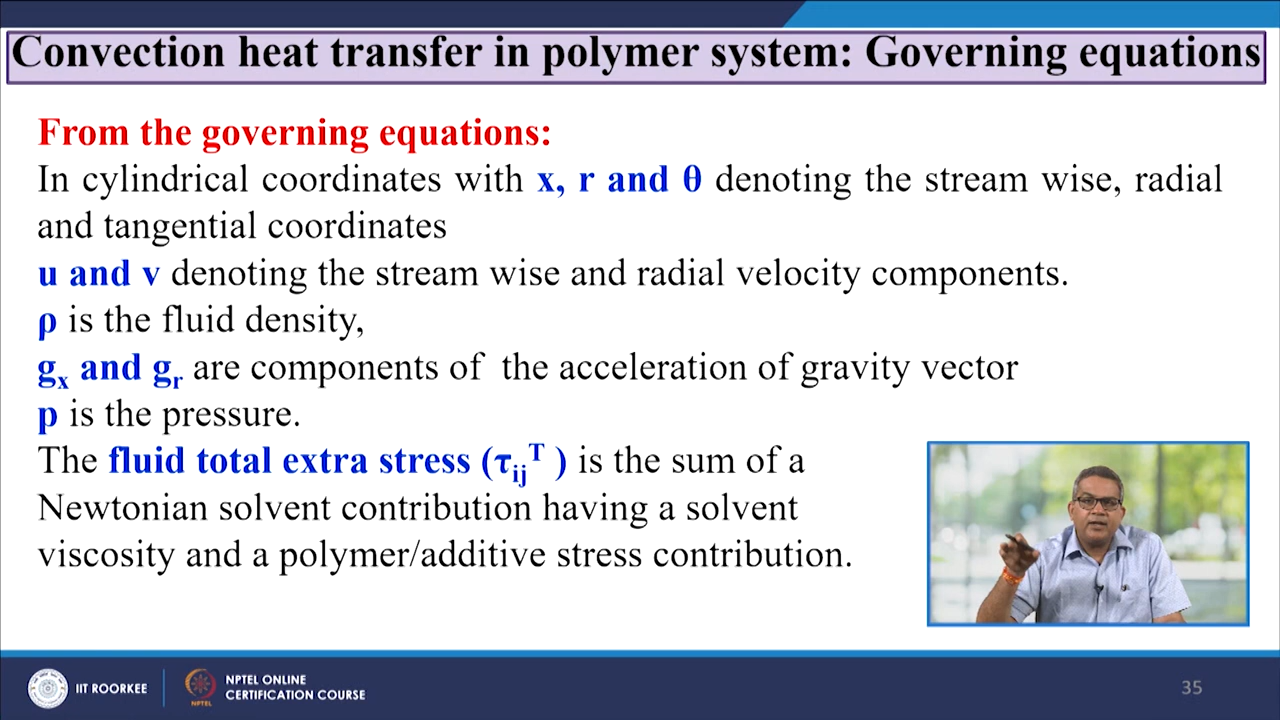 Convection heat transfer in polymer system: Governing equations
From the governing equations:
In cylindrical coordinates with x, r and θ denoting the stream wise, radial
and tangential coordinates
u and v denoting the stream wise and radial velocity components.
ρ is the fluid density,
gₓ and gᵣ are components of the acceleration of gravity vector
p is the pressure.
The fluid total extra stress (τᵢⱼᵀ ) is the sum of a
Newtonian solvent contribution having a solvent
viscosity and a polymer/additive stress contribution.
IIT ROORKEE
NPTEL
NPTEL ONLINE
CERTIFICATION COURSE
35